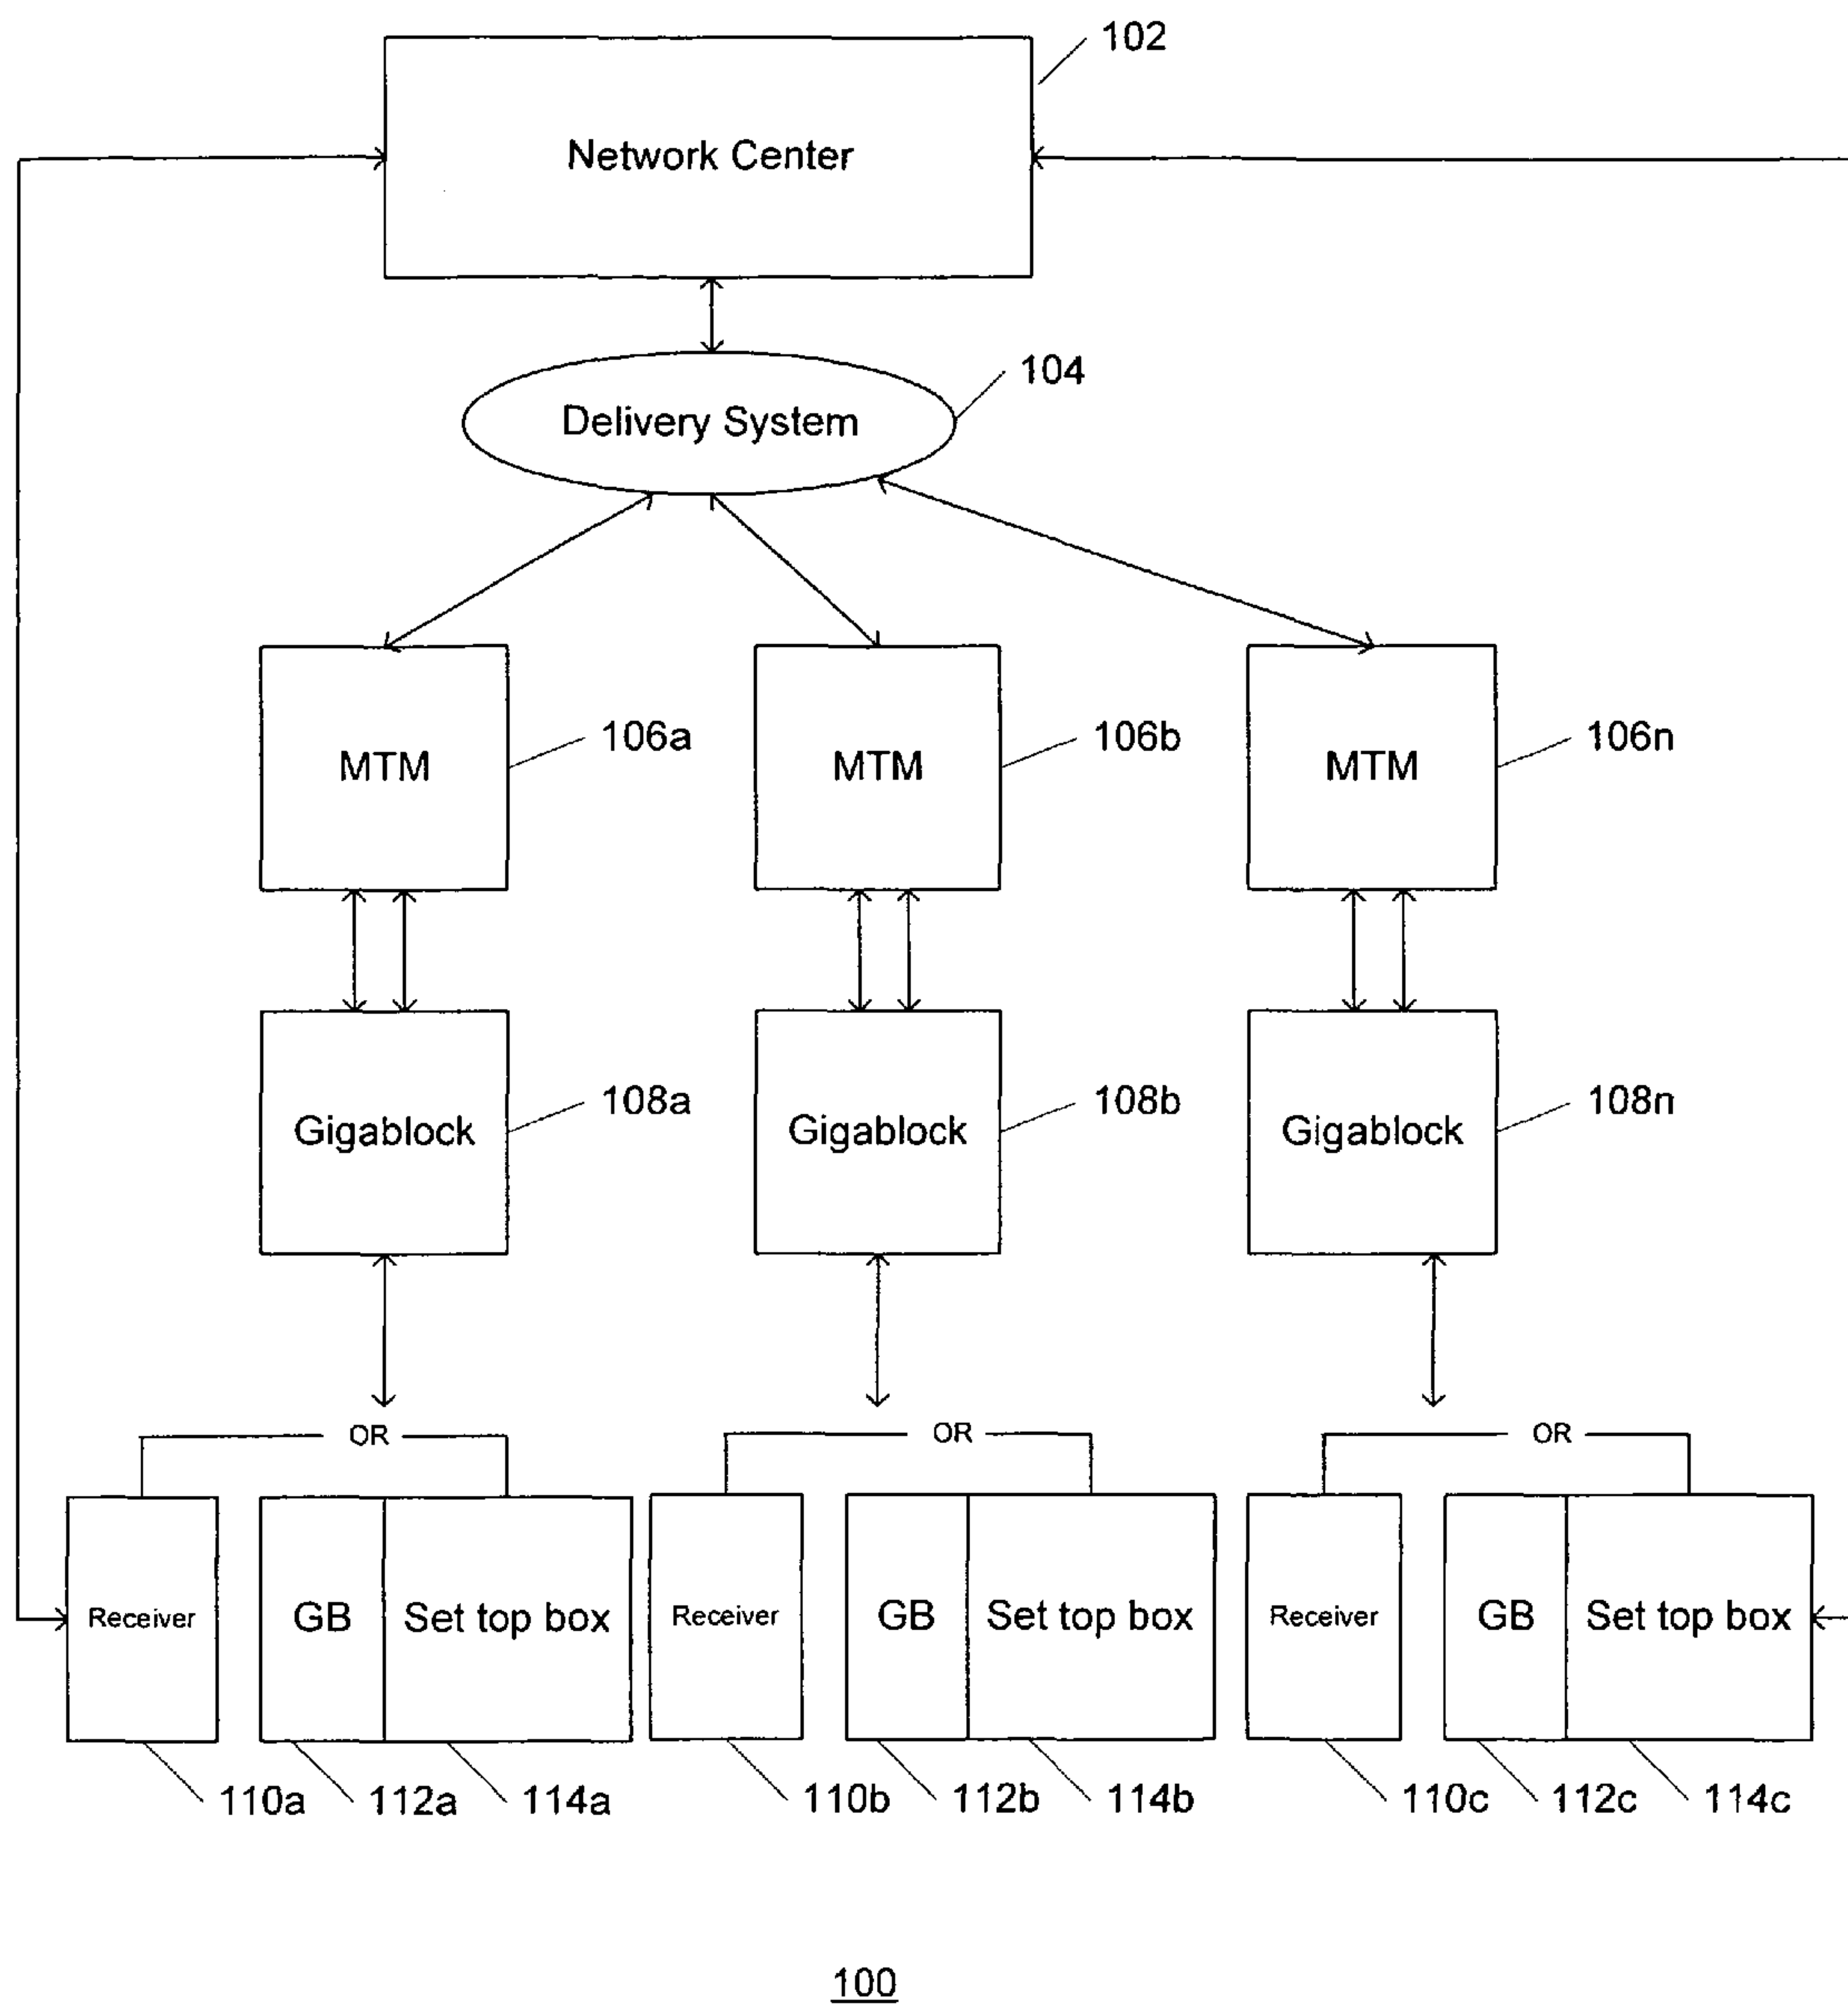 102
Network Center
104
Delivery System
106a
106b
106n
MTM
MTM
MTM
108a
108b
108n
Gigablock
Gigablock
Gigablock
OR
OR
OR
Receiver
GB
Set top box
Receiver
GB
Set top box
Receiver
GB
Set top box
110a
112a
114a
110b
112b
114b
110c
112c
114c
100